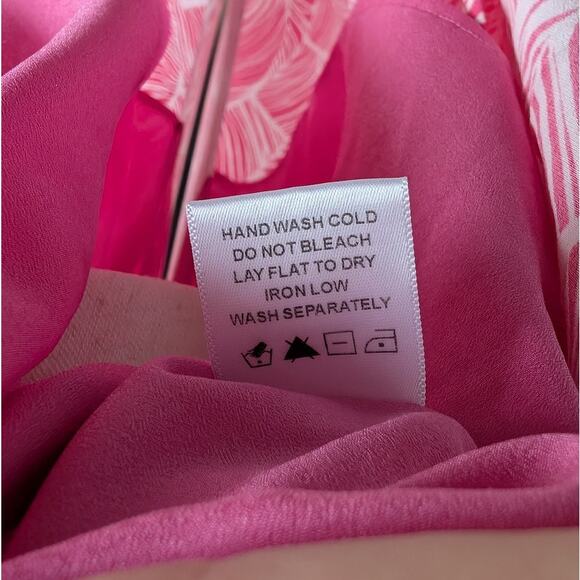 HAND WASH COLD
DO NOT BLEACH
LAY FLAT TO DRY
IRON LOW
WASH SEPARATELY